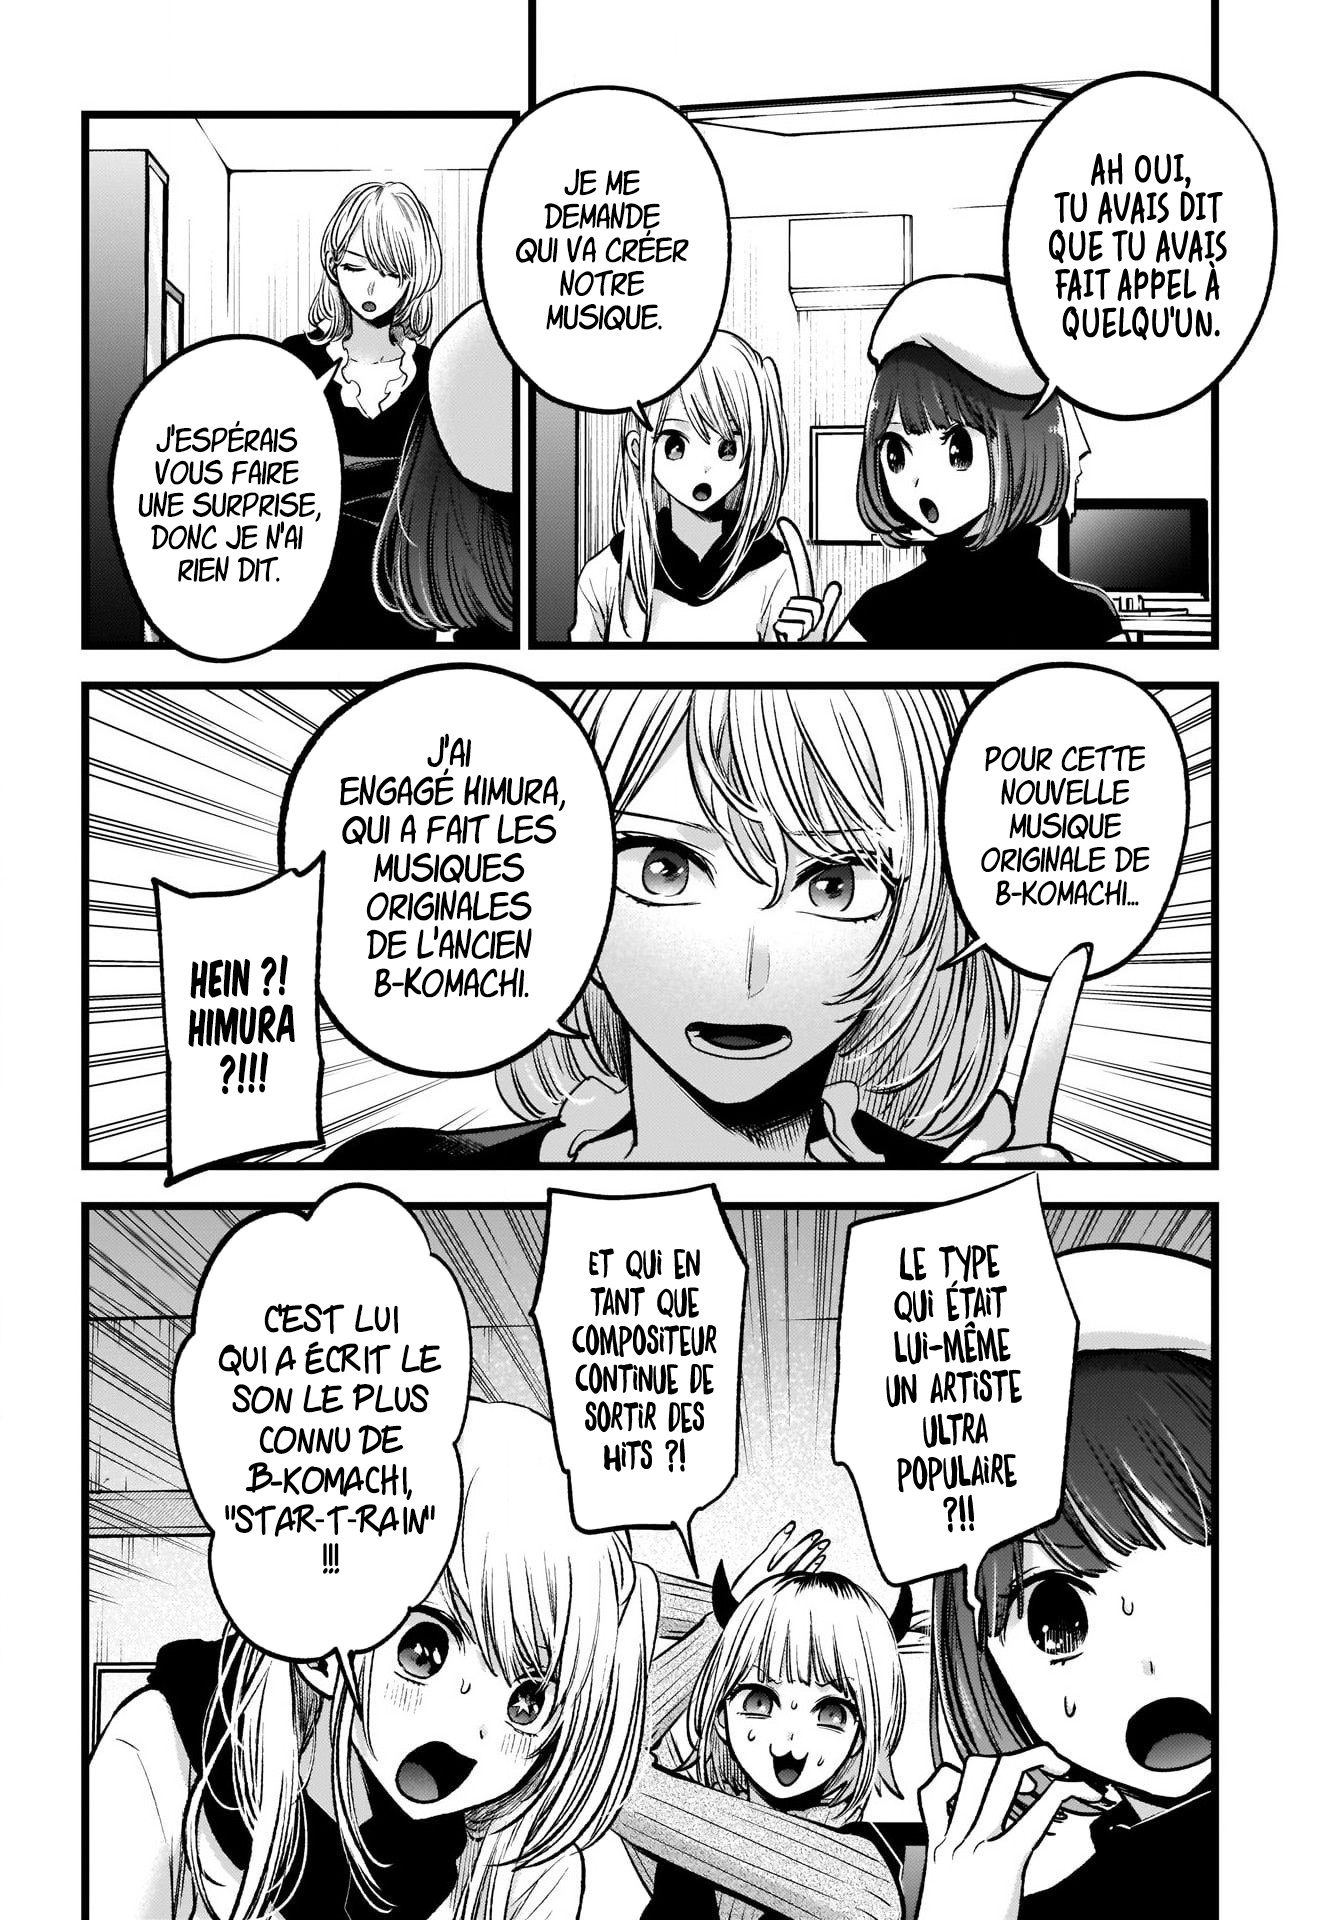 AH OUI,
TU AVAIS DIT
QUE TU AVAIS
FAIT APPEL À
QUELQU'UN.
JE ME
DEMANDE
QUI VA CRÉER
NOTRE
MUSIQUE.
J'ESPÉRAIS
VOUS FAIRE
UNE SURPRISE,
DONC JE N'AI
RIEN DIT.
POUR CETTE
NOUVELLE
MUSIQUE
ORIGINALE DE
B-KOMACHI...
J'AI
ENGAGÉ HIMURA,
QUI A FAIT LES
MUSIQUES
ORIGINALES
DE L'ANCIEN
B-KOMACHI.
HEIN ?!
HIMURA
?!!!
LE TYPE
QUI ÉTAIT
LUI-MÊME
UN ARTISTE
ULTRA
POPULAIRE
?!!
ET QUI EN
TANT QUE
COMPOSITEUR
CONTINUE DE
SORTIR DES
HITS ?!
C'EST LUI
QUI A ÉCRIT LE
SON LE PLUS
CONNU DE
B-KOMACHI,
"STAR-T-RAIN"
!!!